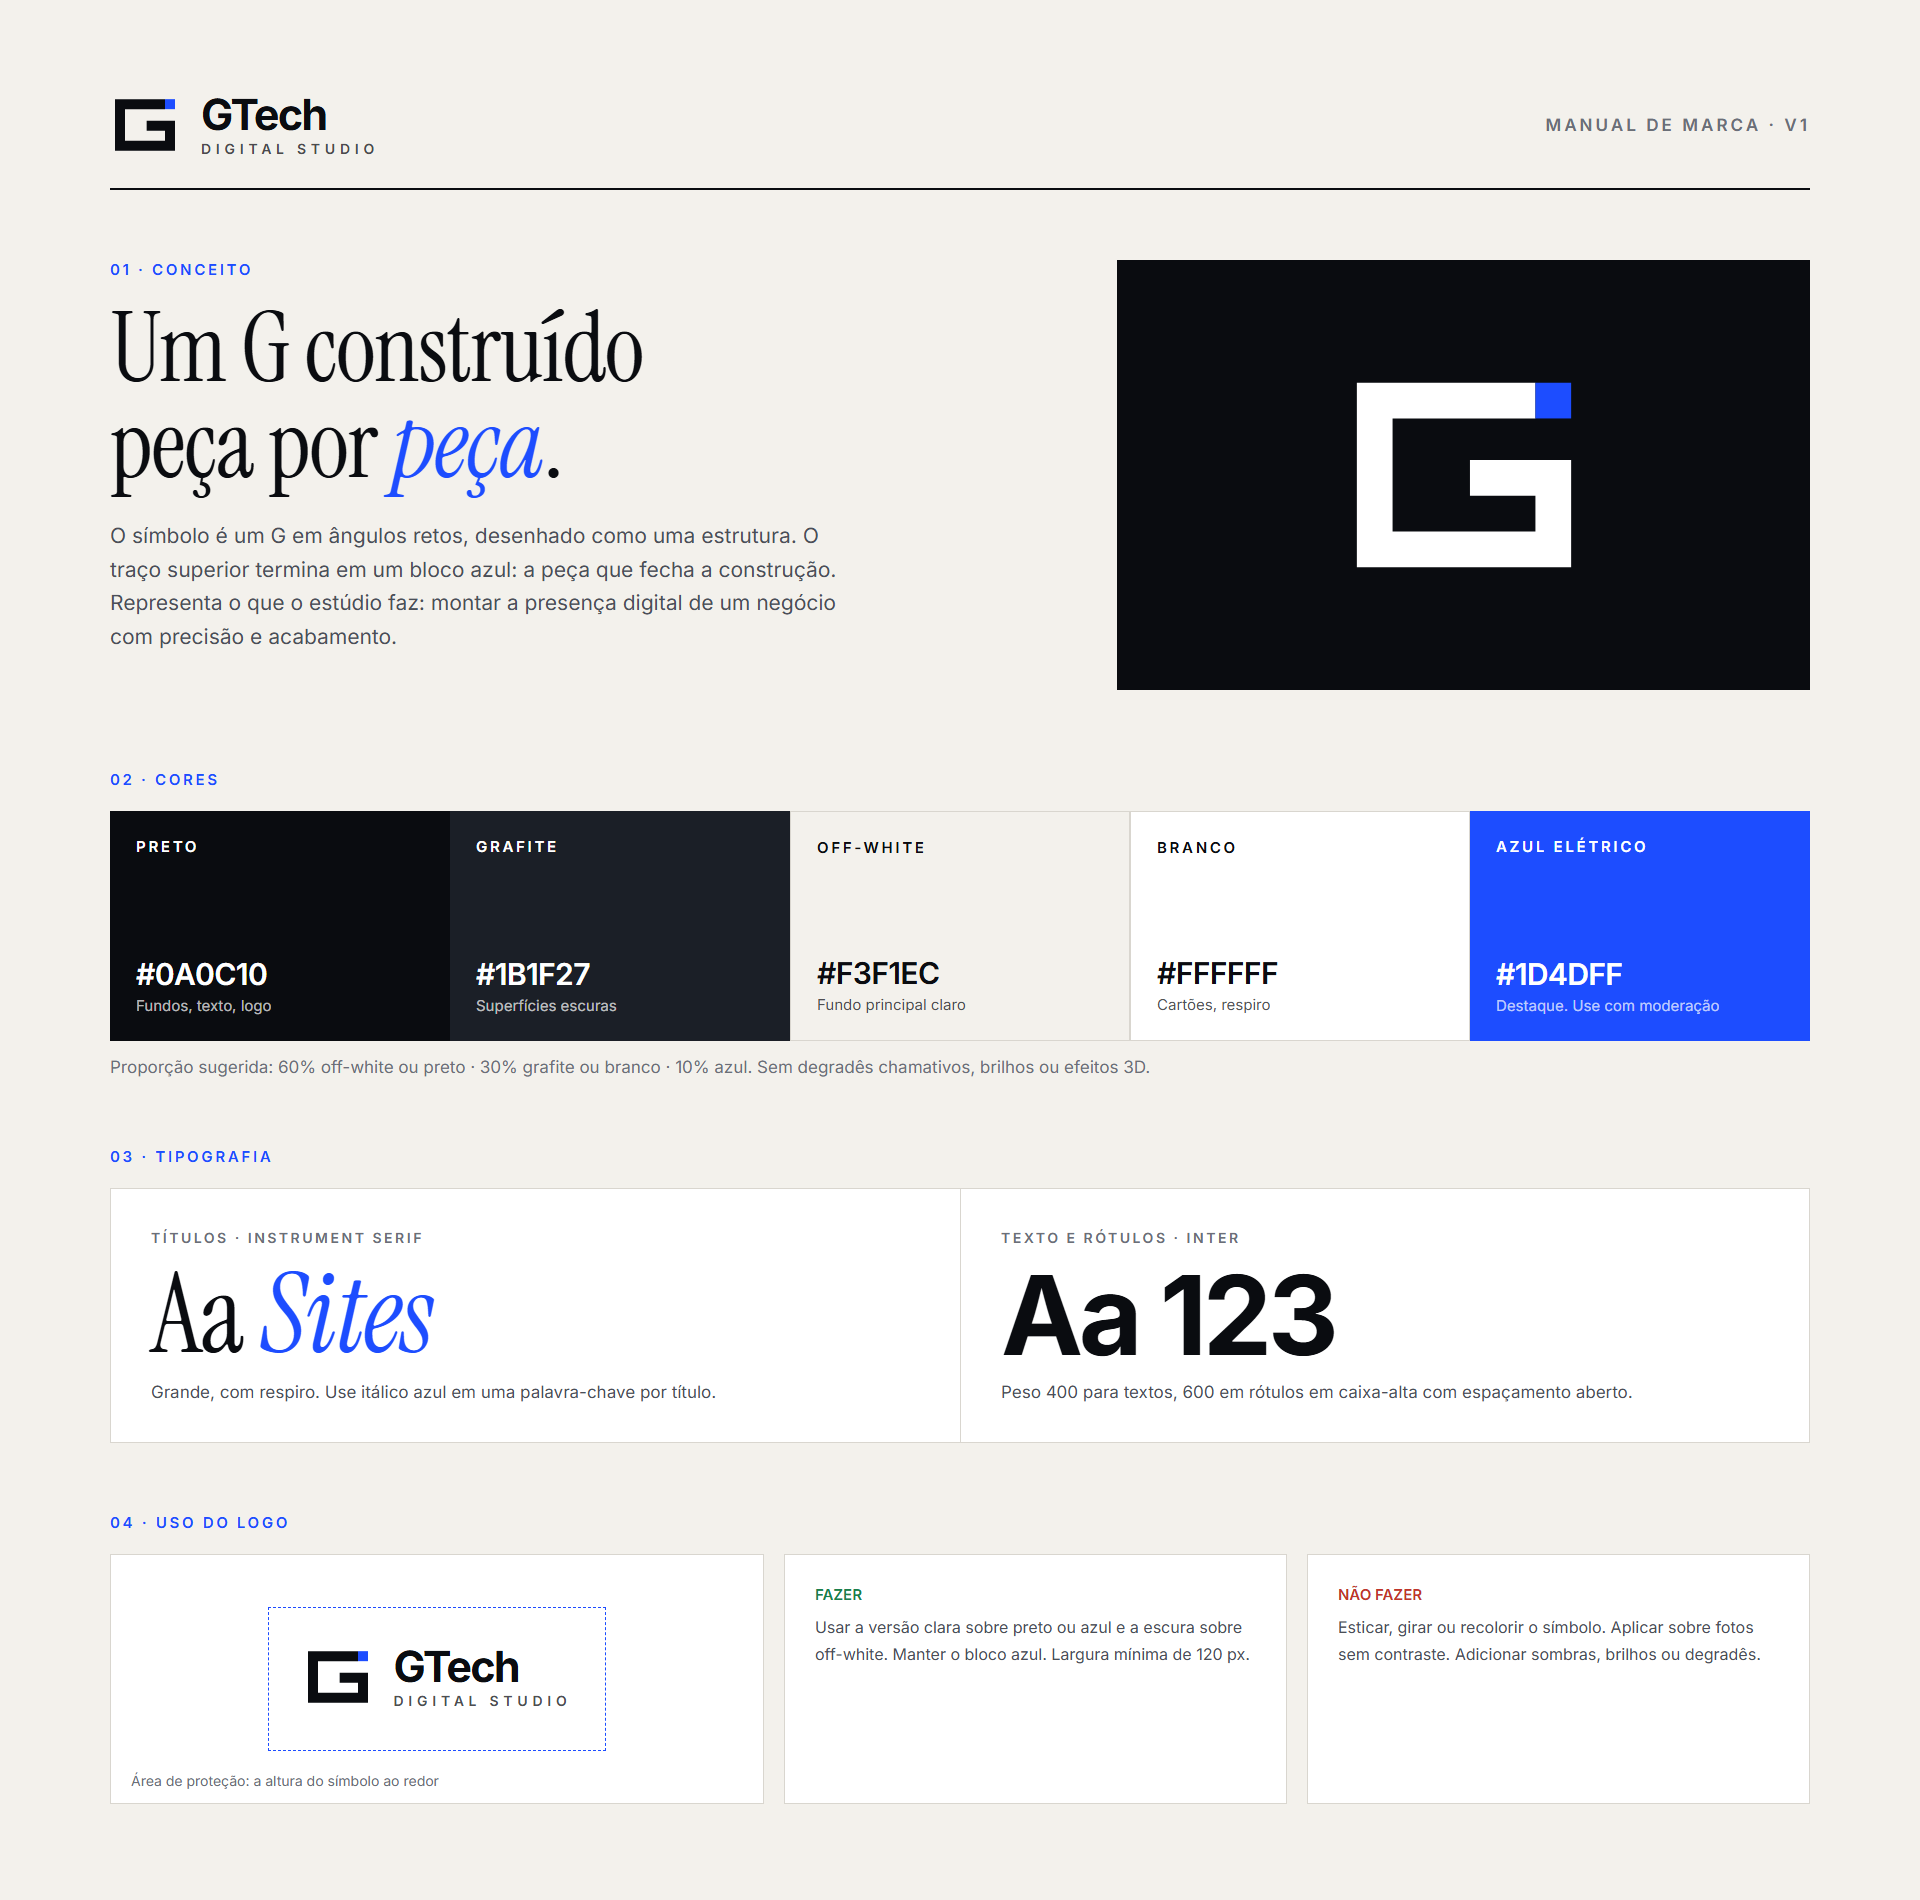 GTech
DIGITAL STUDIO
MANUAL DE MARCA · V1
01 · CONCEITO
Um G construído
peça por peça.
O símbolo é um G em ângulos retos, desenhado como uma estrutura. O
traço superior termina em um bloco azul: a peça que fecha a construção.
Representa o que o estúdio faz: montar a presença digital de um negócio
com precisão e acabamento.
02 · CORES
PRETO
#0A0C10
Fundos, texto, logo
GRAFITE
#1B1F27
Superfícies escuras
OFF-WHITE
#F3F1EC
Fundo principal claro
BRANCO
#FFFFFF
Cartões, respiro
AZUL ELÉTRICO
#1D4DFF
Destaque. Use com moderação
Proporção sugerida: 60% off-white ou preto · 30% grafite ou branco · 10% azul. Sem degradês chamativos, brilhos ou efeitos 3D.
03 · TIPOGRAFIA
TÍTULOS · INSTRUMENT SERIF
Aa Sites
Grande, com respiro. Use itálico azul em uma palavra-chave por título.
TEXTO E RÓTULOS · INTER
Aa 123
Peso 400 para textos, 600 em rótulos em caixa-alta com espaçamento aberto.
04 · USO DO LOGO
GTech
DIGITAL STUDIO
Área de proteção: a altura do símbolo ao redor
FAZER
Usar a versão clara sobre preto ou azul e a escura sobre
off-white. Manter o bloco azul. Largura mínima de 120 px.
NÃO FAZER
Esticar, girar ou recolorir o símbolo. Aplicar sobre fotos
sem contraste. Adicionar sombras, brilhos ou degradês.